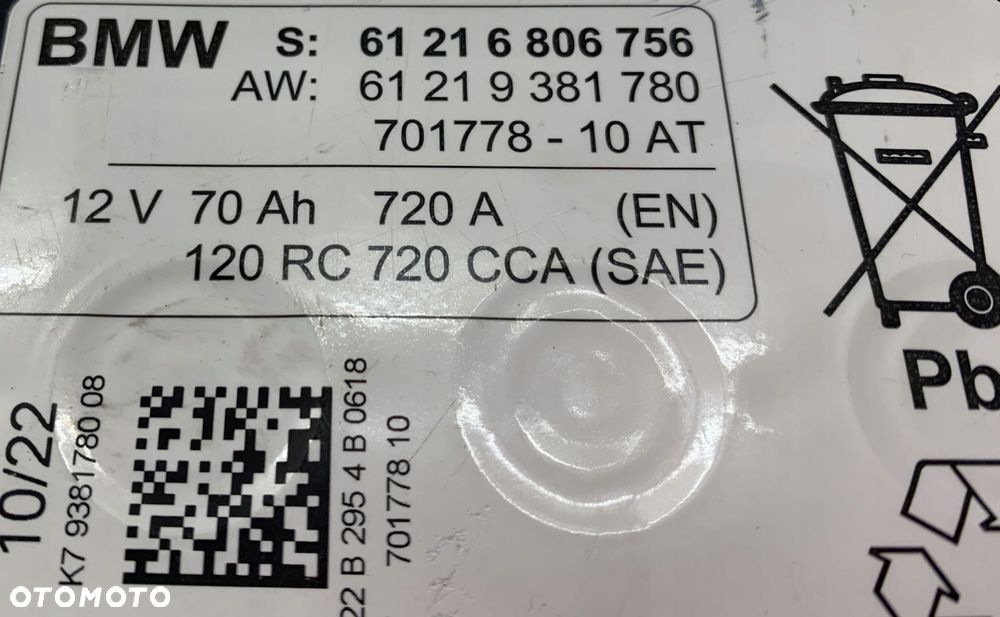 BMW S: 61 21 6 806 756
AW: 61 21 9 381 780
701778 - 10 AT
12 V 70 Ah 720 A (EN)
120 RC 720 CCA (SAE)
Pb
10/22
K7 9381780 08
22 B 295 4 B 0618
701778 10
OTOMOTO